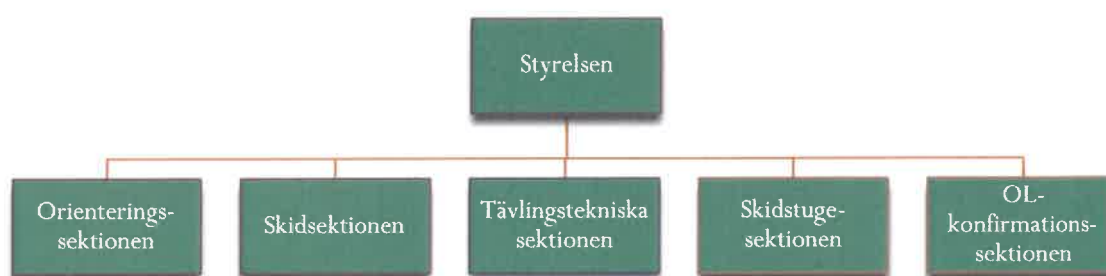 Styrelsen
Orienterings-
sektionen
Skidsektionen
Tävlingstekniska
sektionen
Skidstuge-
sektionen
OL-
konfirmations-
sektionen